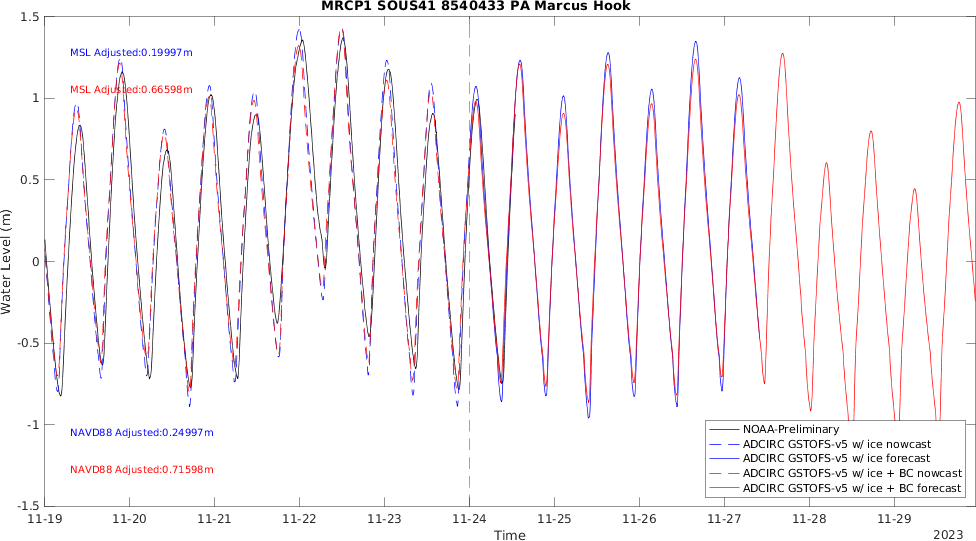 MRCP1 SOUS41 8540433 PA Marcus Hook
1.5
1
0.5
0
-0.5
-1
-1.5
Water Level (m)
MSL Adjusted:0.19997m
MSL Adjusted:0.66598m
NAVD88 Adjusted:0.24997m
NAVD88 Adjusted:0.71598m
NOAA-Preliminary
ADCIRC GSTOFS-v5 w/ ice nowcast
ADCIRC GSTOFS-v5 w/ ice forecast
ADCIRC GSTOFS-v5 w/ ice + BC nowcast
ADCIRC GSTOFS-v5 w/ ice + BC forecast
11-19 11-20 11-21 11-22 11-23 11-24 11-25 11-26 11-27 11-28 11-29
Time
2023